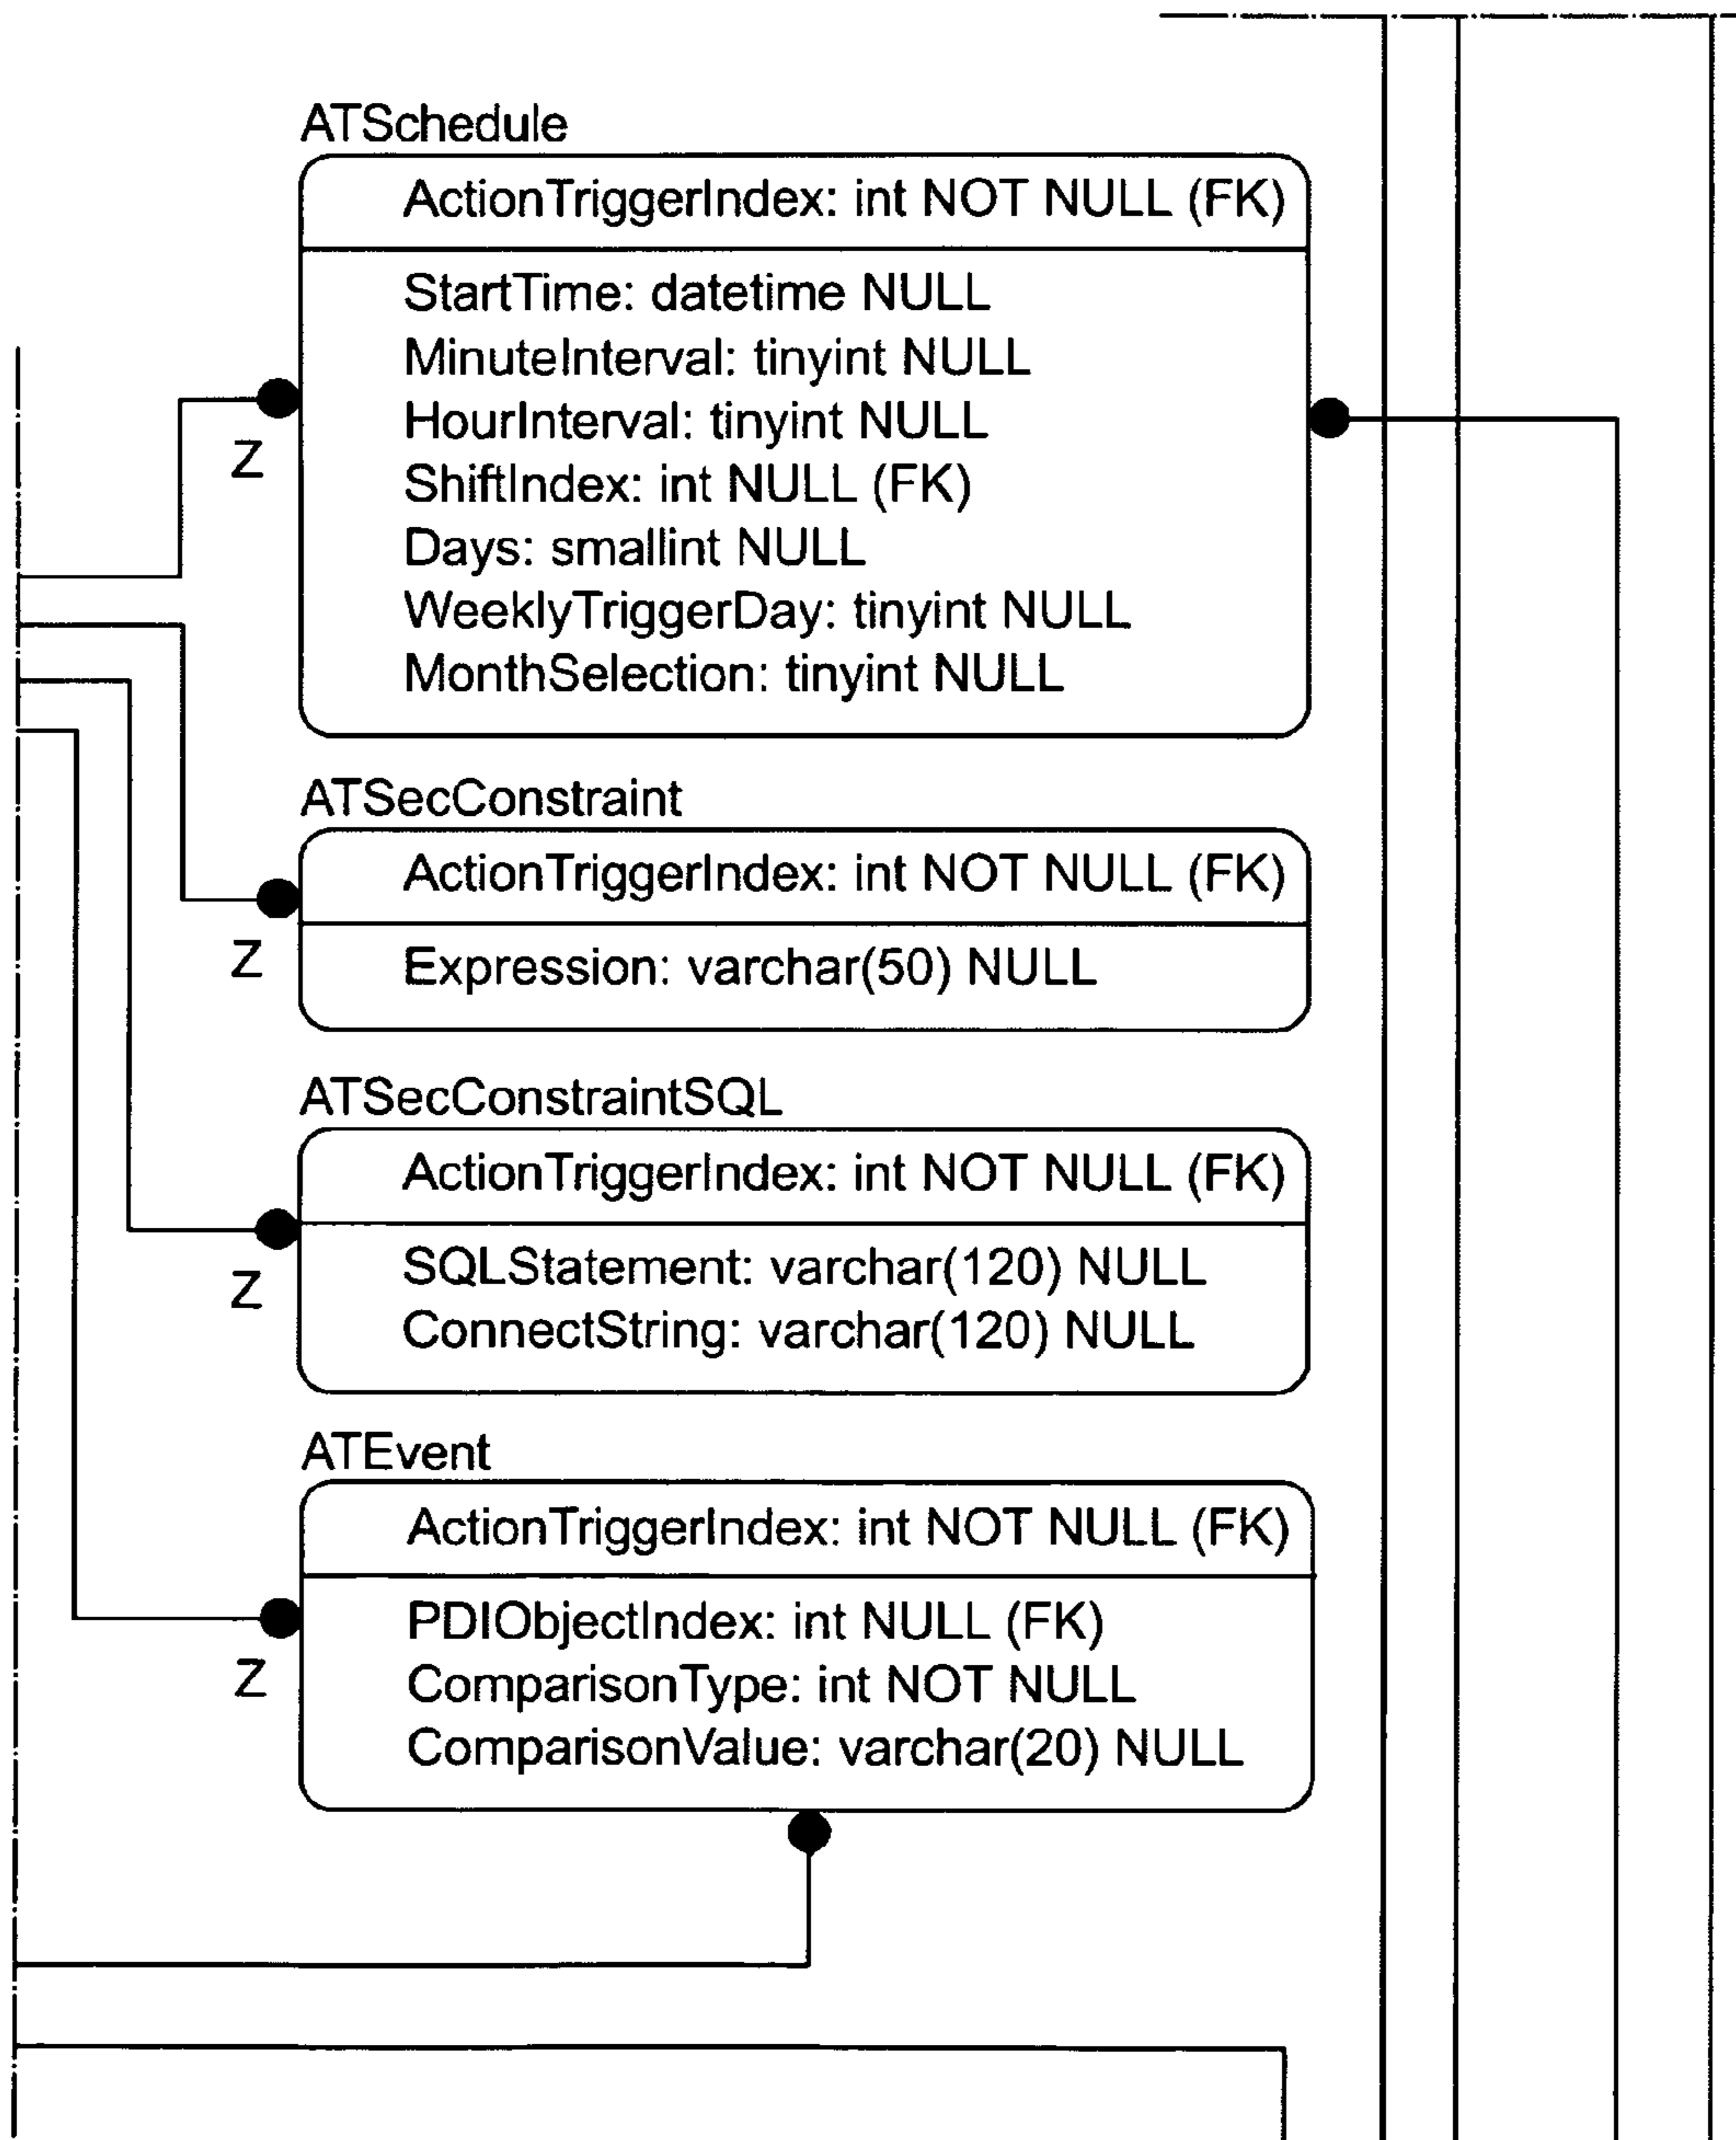 ATSchedule
ActionTriggerIndex: int NOT NULL (FK)
StartTime: datetime NULL
MinuteInterval: tinyint NULL
HourInterval: tinyint NULL
Z
ShiftIndex: int NULL (FK)
Days: smallint NULL
WeeklyTriggerDay: tinyint NULL
MonthSelection: tinyint NULL
ATSecConstraint
ActionTriggerIndex: int NOT NULL (FK)
Z
Expression: varchar(50) NULL
ATSecConstraintSQL
ActionTriggerIndex: int NOT NULL (FK)
SQLStatement: varchar(120) NULL
Z
ConnectString: varchar(120) NULL
ATEvent
ActionTriggerIndex: int NOT NULL (FK)
PDIObjectIndex: int NULL (FK)
Z
ComparisonType: int NOT NULL
ComparisonValue: varchar(20) NULL